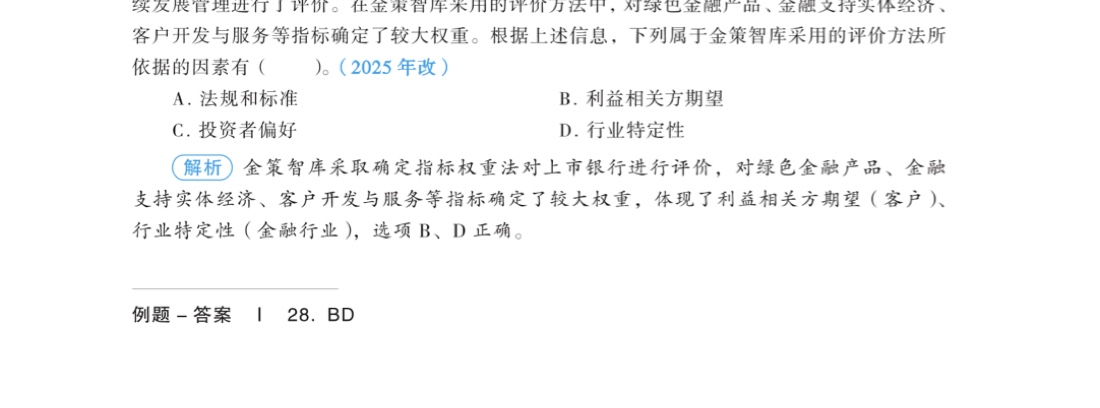 续发展管理进行了评价。在金策智库采用的评价方法中，对绿色金融产品、金融支持实体经济、
客户开发与服务等指标确定了较大权重。根据上述信息，下列属于金策智库采用的评价方法所
依据的因素有（　　）。（2025 年改）
A. 法规和标准　　B. 利益相关方期望
C. 投资者偏好　　D. 行业特定性
解析 金策智库采取确定指标权重法对上市银行进行评价，对绿色金融产品、金融
支持实体经济、客户开发与服务等指标确定了较大权重，体现了利益相关方期望（客户）、
行业特定性（金融行业），选项 B、D 正确。
例题 – 答案　|　28. BD